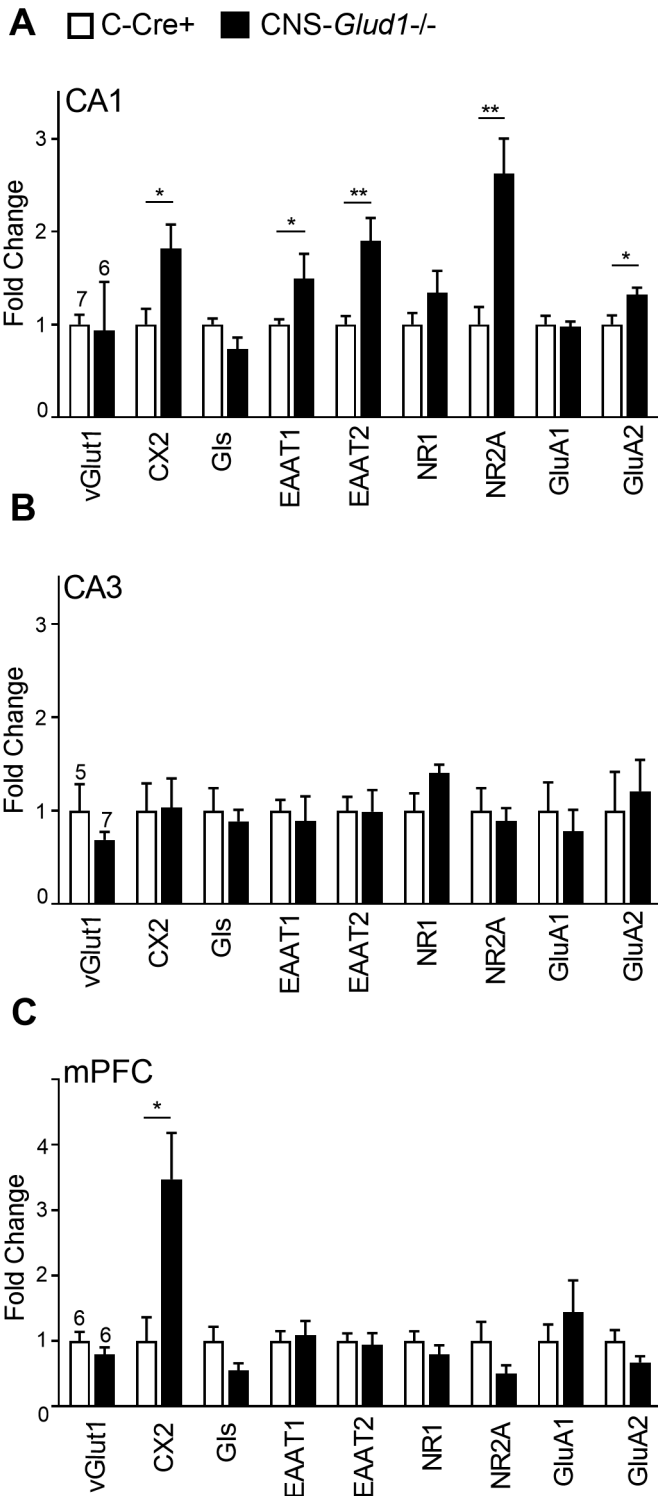 A C-Cre+ CNS-Glud1-/-
CA1
Fold Change
3
2
1
0
7
6
*
*
**
**
*
vGlut1
CX2
Gls
EAAT1
EAAT2
NR1
NR2A
GluA1
GluA2
B
CA3
Fold Change
3
2
1
0
5
7
vGlut1
CX2
Gls
EAAT1
EAAT2
NR1
NR2A
GluA1
GluA2
C
mPFC
Fold Change
4
3
2
1
0
6
6
*
vGlut1
CX2
Gls
EAAT1
EAAT2
NR1
NR2A
GluA1
GluA2